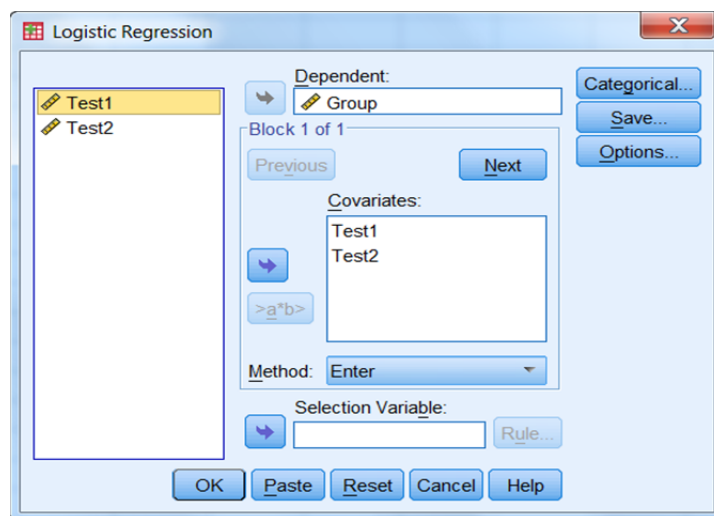 Logistic Regression
Test1
Test2
Dependent:
Group
Block 1 of 1
Previous
Next
Covariates:
Test1
Test2
>a*b>
Method: Enter
Selection Variable:
Rule...
Categorical...
Save...
Options...
OK Paste Reset Cancel Help